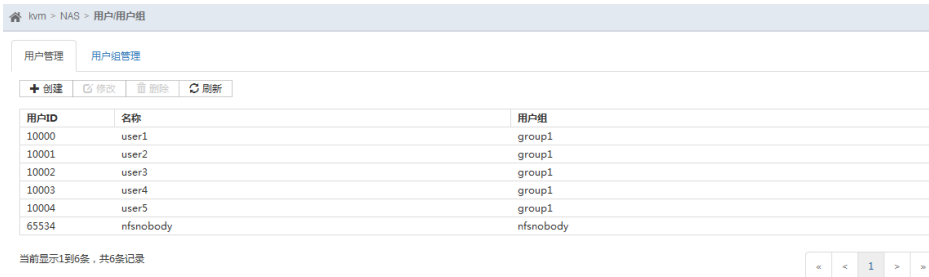 kvm > NAS > 用户/用户组
用户管理 用户组管理
创建 修改 删除 刷新
用户ID 名称 用户组
10000 user1 group1
10001 user2 group1
10002 user3 group1
10003 user4 group1
10004 user5 group1
65534 nfsnobody nfsnobody
当前显示1到6条，共6条记录
« < 1 > »